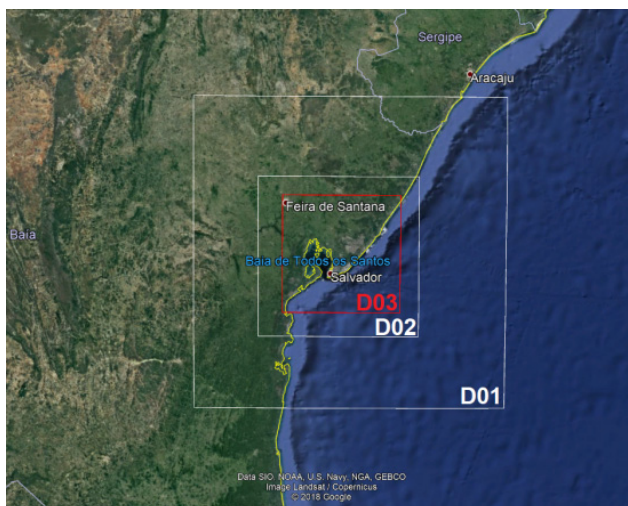 Sergipe
Aracaju
Feira de Santana
Baía
Baía de Todos os Santos
Salvador
D03
D02
D01
Data SIO, NOAA, U.S. Navy, NGA, GEBCO
Image Landsat / Copernicus
© 2018 Google